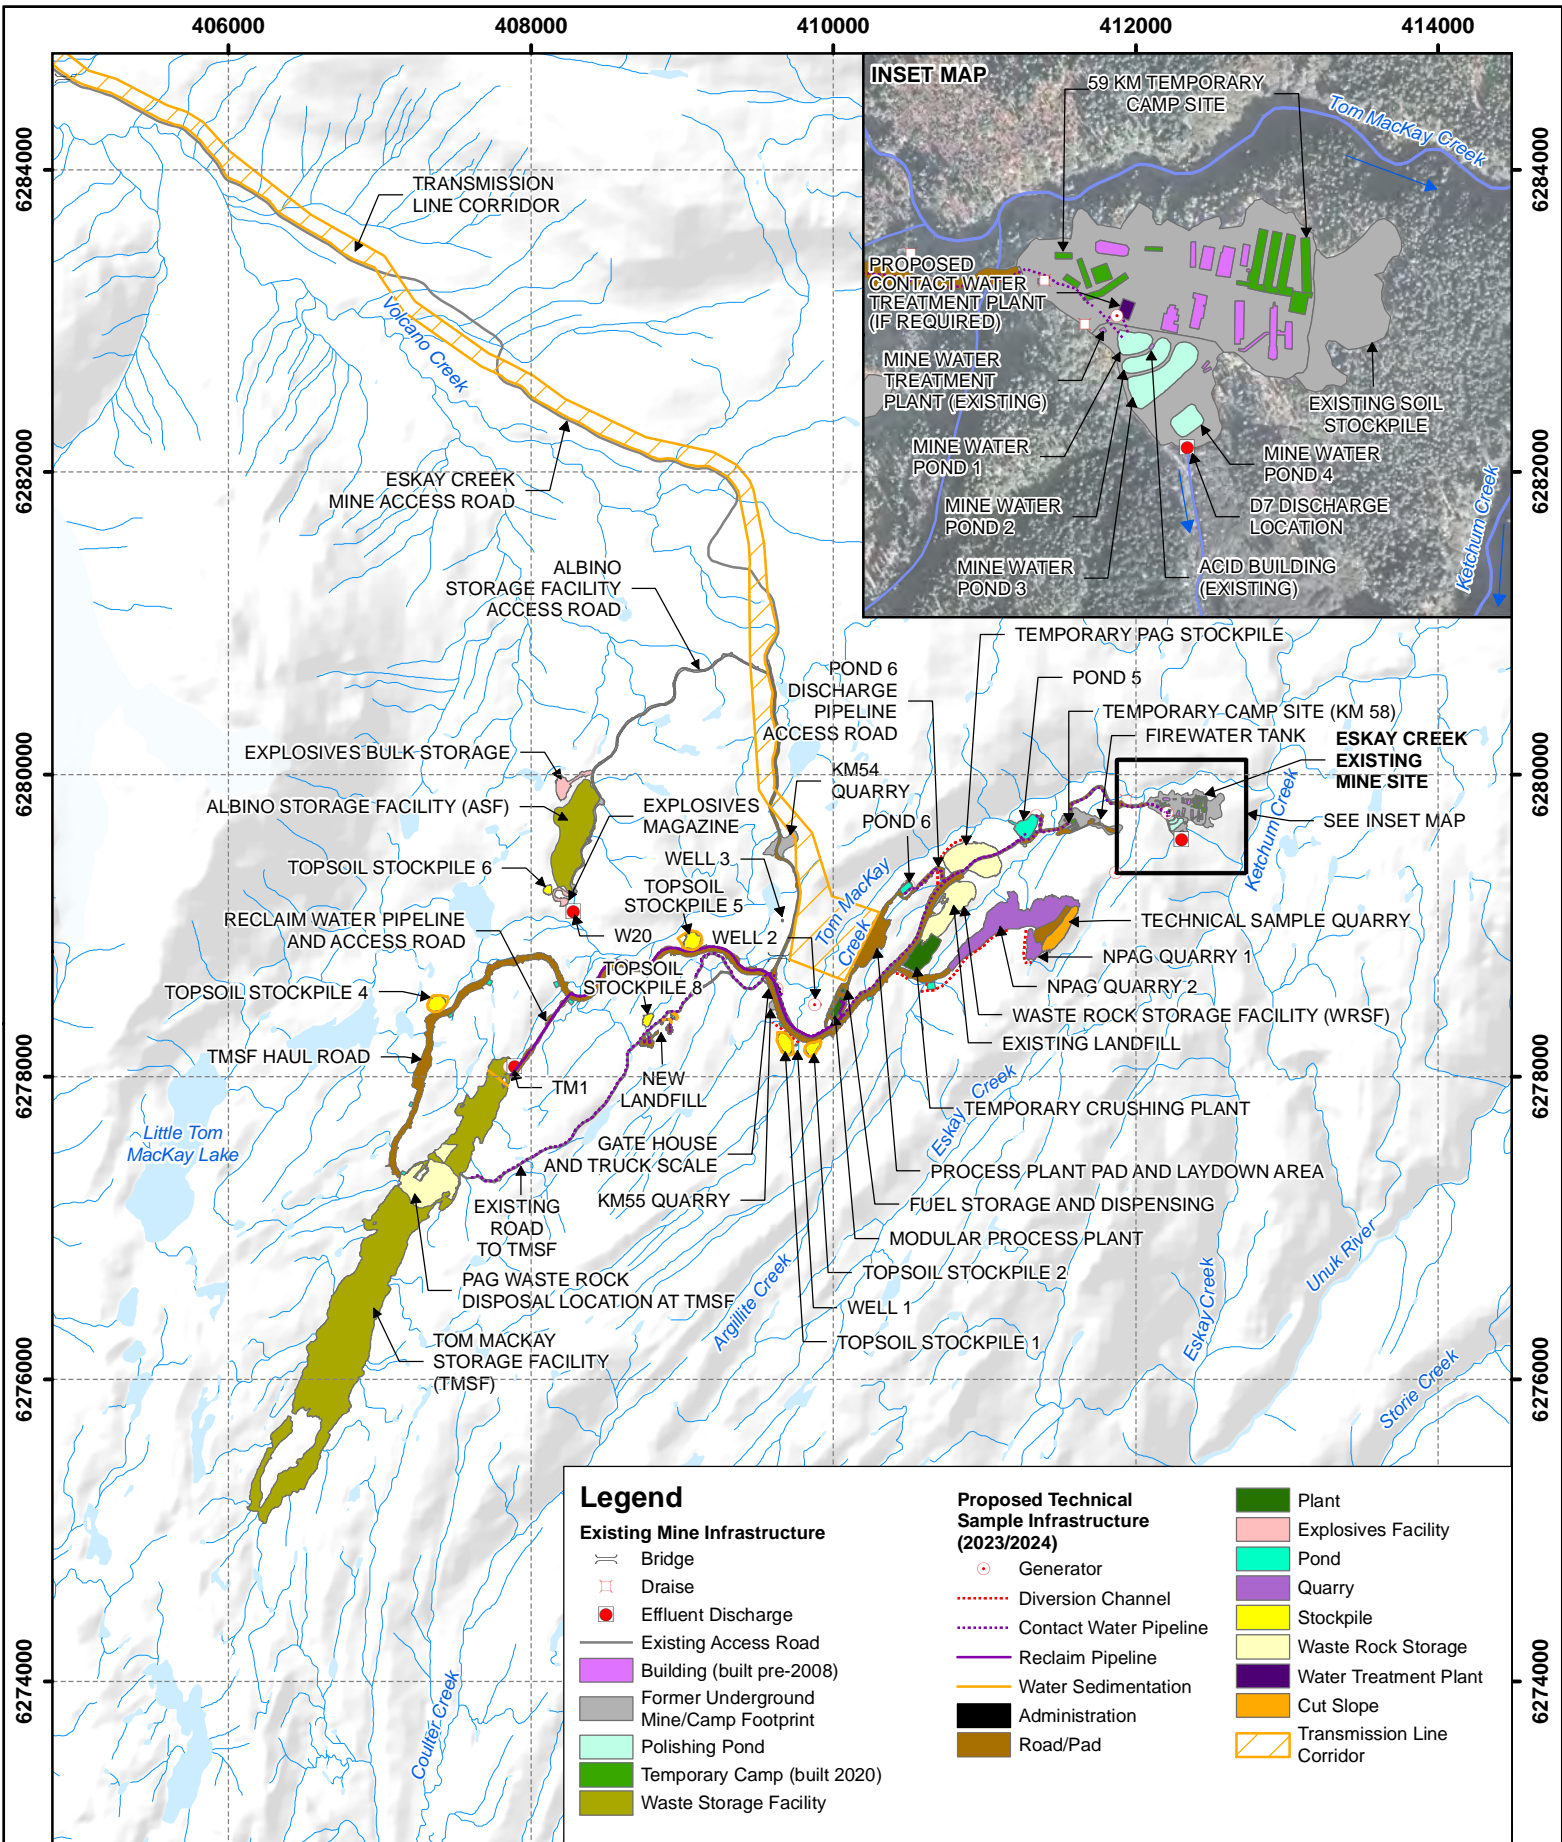 406000
408000
410000
412000
414000
6284000
6282000
6280000
6278000
6276000
6274000
6284000
6282000
6280000
6278000
6276000
6274000
INSET MAP
59 KM TEMPORARY
CAMP SITE
Tom MacKay Creek
PROPOSED
CONTACT WATER
TREATMENT PLANT
(IF REQUIRED)
MINE WATER
TREATMENT
PLANT (EXISTING)
MINE WATER
POND 1
MINE WATER
POND 2
MINE WATER
POND 3
EXISTING SOIL
STOCKPILE
MINE WATER
POND 4
D7 DISCHARGE
LOCATION
ACID BUILDING
(EXISTING)
Ketchum Creek
TRANSMISSION
LINE CORRIDOR
Volcano Creek
ESKAY CREEK
MINE ACCESS ROAD
ALBINO
STORAGE FACILITY
ACCESS ROAD
TEMPORARY PAG STOCKPILE
POND 6
DISCHARGE
PIPELINE
ACCESS ROAD
POND 5
TEMPORARY CAMP SITE (KM 58)
FIREWATER TANK
ESKAY CREEK
EXISTING
MINE SITE
SEE INSET MAP
Ketchum Creek
EXPLOSIVES BULK STORAGE
ALBINO STORAGE FACILITY (ASF)
EXPLOSIVES
MAGAZINE
KM54
QUARRY
POND 6
TOPSOIL STOCKPILE 6
WELL 3
TOPSOIL
STOCKPILE 5
Tom MacKay
Creek
RECLAIM WATER PIPELINE
AND ACCESS ROAD
W20
WELL 2
TECHNICAL SAMPLE QUARRY
NPAG QUARRY 1
NPAG QUARRY 2
TOPSOIL STOCKPILE 4
TOPSOIL
STOCKPILE 8
WASTE ROCK STORAGE FACILITY (WRSF)
EXISTING LANDFILL
TMSF HAUL ROAD
TM1
NEW
LANDFILL
Eskay Creek
TEMPORARY CRUSHING PLANT
Little Tom
MacKay Lake
GATE HOUSE
AND TRUCK SCALE
PROCESS PLANT PAD AND LAYDOWN AREA
KM55 QUARRY
FUEL STORAGE AND DISPENSING
EXISTING
ROAD
TO TMSF
MODULAR PROCESS PLANT
TOPSOIL STOCKPILE 2
PAG WASTE ROCK
DISPOSAL LOCATION AT TMSF
WELL 1
TOPSOIL STOCKPILE 1
TOM MACKAY
STORAGE FACILITY
(TMSF)
Argillite Creek
Eskay Creek
Unuk River
Storie Creek
Coulter Creek
Legend
Existing Mine Infrastructure
Bridge
Draise
Effluent Discharge
Existing Access Road
Building (built pre-2008)
Former Underground
Mine/Camp Footprint
Polishing Pond
Temporary Camp (built 2020)
Waste Storage Facility
Proposed Technical
Sample Infrastructure
(2023/2024)
Generator
Diversion Channel
Contact Water Pipeline
Reclaim Pipeline
Water Sedimentation
Administration
Road/Pad
Plant
Explosives Facility
Pond
Quarry
Stockpile
Waste Rock Storage
Water Treatment Plant
Cut Slope
Transmission Line
Corridor